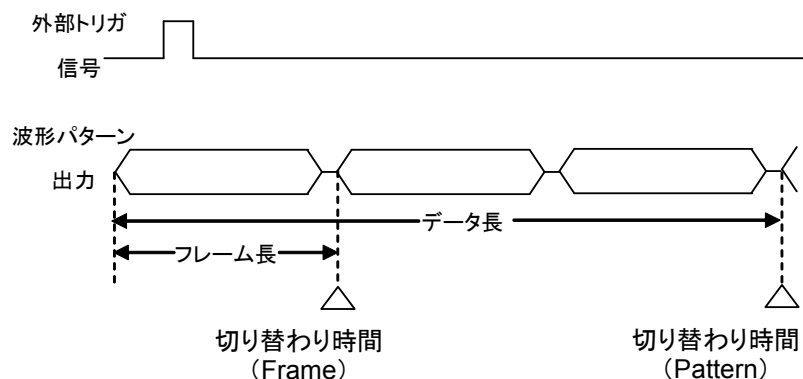 外部トリガ
信号
波形パターン
出力
データ長
フレーム長
切り替わり時間
（Frame）
切り替わり時間
（Pattern）